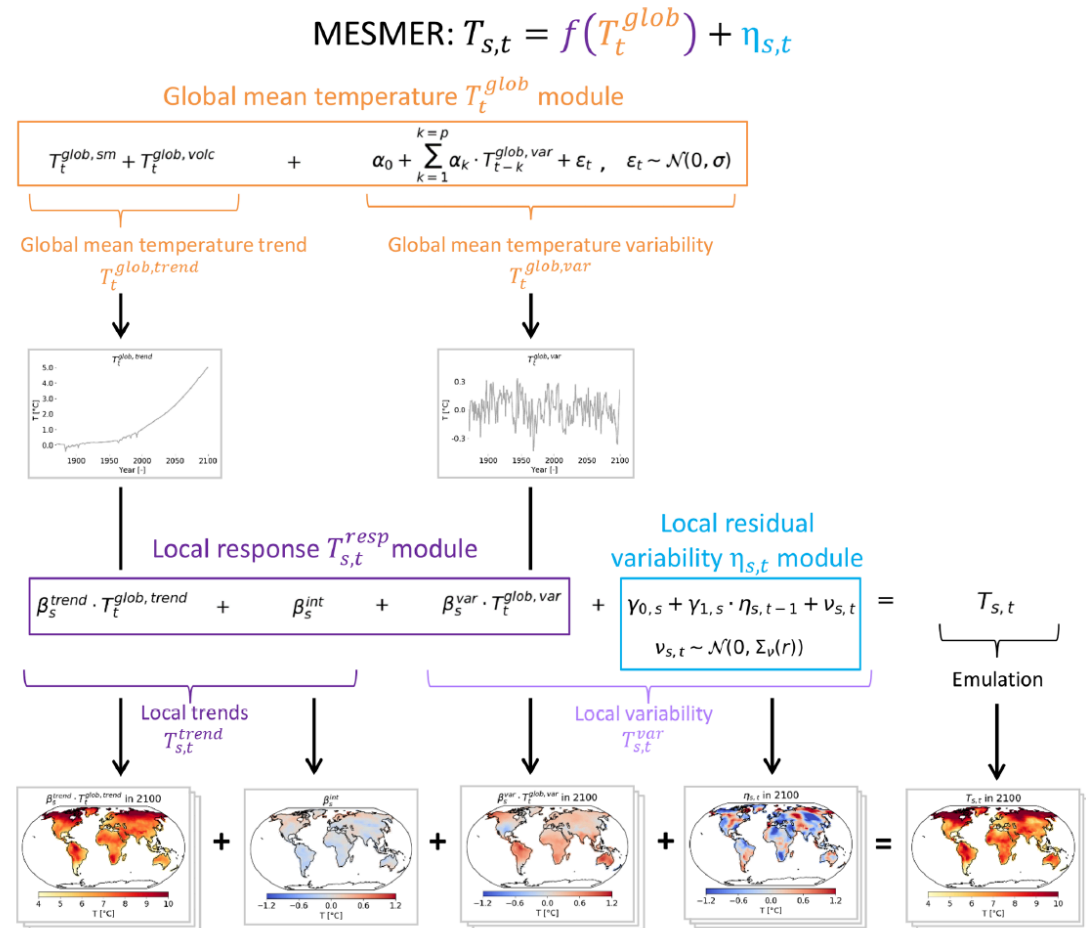 MESMER: T_{s,t} = f(T_t^{glob}) + η_{s,t}
Global mean temperature T_t^{glob} module
T_t^{glob,sm} + T_t^{glob,volc} + α_0 + Σ_{k=1}^{k=p} α_k · T_{t-k}^{glob,var} + ε_t , ε_t ~ N(0, σ)
Global mean temperature trend
T_t^{glob,trend}
Global mean temperature variability
T_t^{glob,var}
T_t^{glob,trend}
5.0
4.0
3.0
2.0
1.0
0.0
T [°C]
1900 1950 2000 2050 2100
Year [-]
T_t^{glob,var}
0.3
0.0
-0.3
T [°C]
1900 1950 2000 2050 2100
Year [-]
Local response T_{s,t}^{resp} module
Local residual
variability η_{s,t} module
β_s^{trend} · T_t^{glob,trend} + β_s^{int} + β_s^{var} · T_t^{glob,var} + γ_{0,s} + γ_{1,s} · η_{s,t-1} + ν_{s,t} = T_{s,t}
ν_{s,t} ~ N(0, Σ_ν(r))
Emulation
Local trends
T_{s,t}^{trend}
Local variability
T_{s,t}^{var}
β_s^{trend} · T_t^{glob,trend} in 2100
4 5 6 7 8 9 10
T [°C]
+
β_s^{int}
−1.2 −0.6 0.0 0.6 1.2
T [°C]
+
β_s^{var} · T_t^{glob,var} in 2100
−1.2 −0.6 0.0 0.6 1.2
T [°C]
+
η_{s,t} in 2100
−1.2 −0.6 0.0 0.6 1.2
T [°C]
=
T_{s,t} in 2100
4 5 6 7 8 9 10
T [°C]